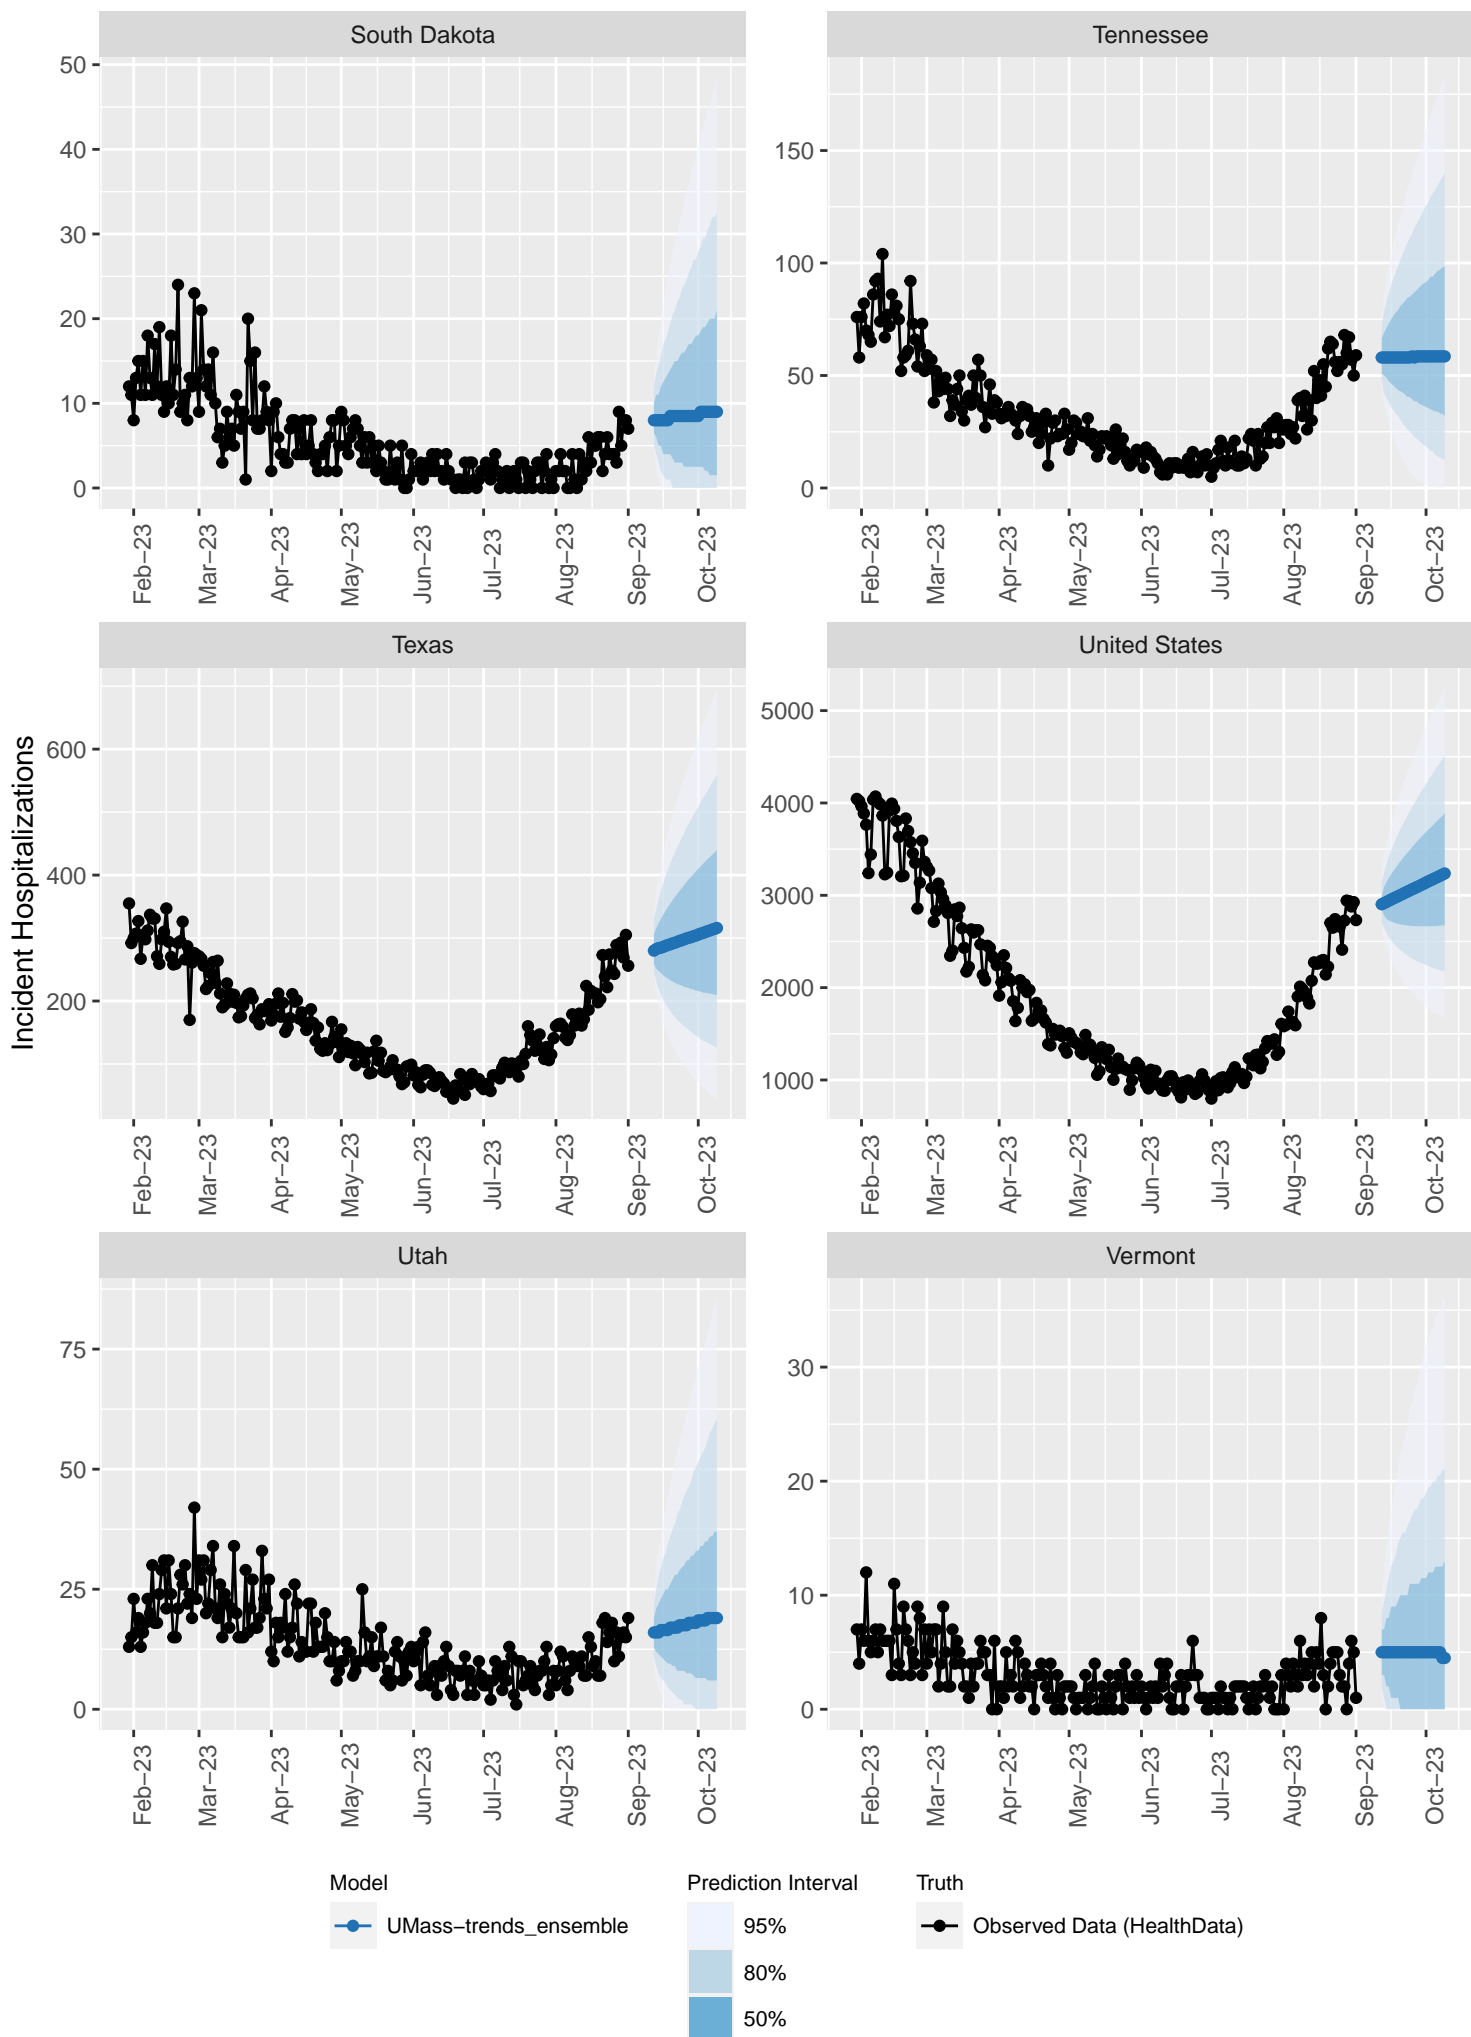 South Dakota
Tennessee
50
40
30
20
10
0
150
100
50
0
Feb−23 Mar−23 Apr−23 May−23 Jun−23 Jul−23 Aug−23 Sep−23 Oct−23
Feb−23 Mar−23 Apr−23 May−23 Jun−23 Jul−23 Aug−23 Sep−23 Oct−23
Texas
United States
Incident Hospitalizations
600
400
200
5000
4000
3000
2000
1000
Feb−23 Mar−23 Apr−23 May−23 Jun−23 Jul−23 Aug−23 Sep−23 Oct−23
Feb−23 Mar−23 Apr−23 May−23 Jun−23 Jul−23 Aug−23 Sep−23 Oct−23
Utah
Vermont
75
50
25
0
30
20
10
0
Feb−23 Mar−23 Apr−23 May−23 Jun−23 Jul−23 Aug−23 Sep−23 Oct−23
Feb−23 Mar−23 Apr−23 May−23 Jun−23 Jul−23 Aug−23 Sep−23 Oct−23
Model
UMass−trends_ensemble
Prediction Interval
95%
80%
50%
Truth
Observed Data (HealthData)